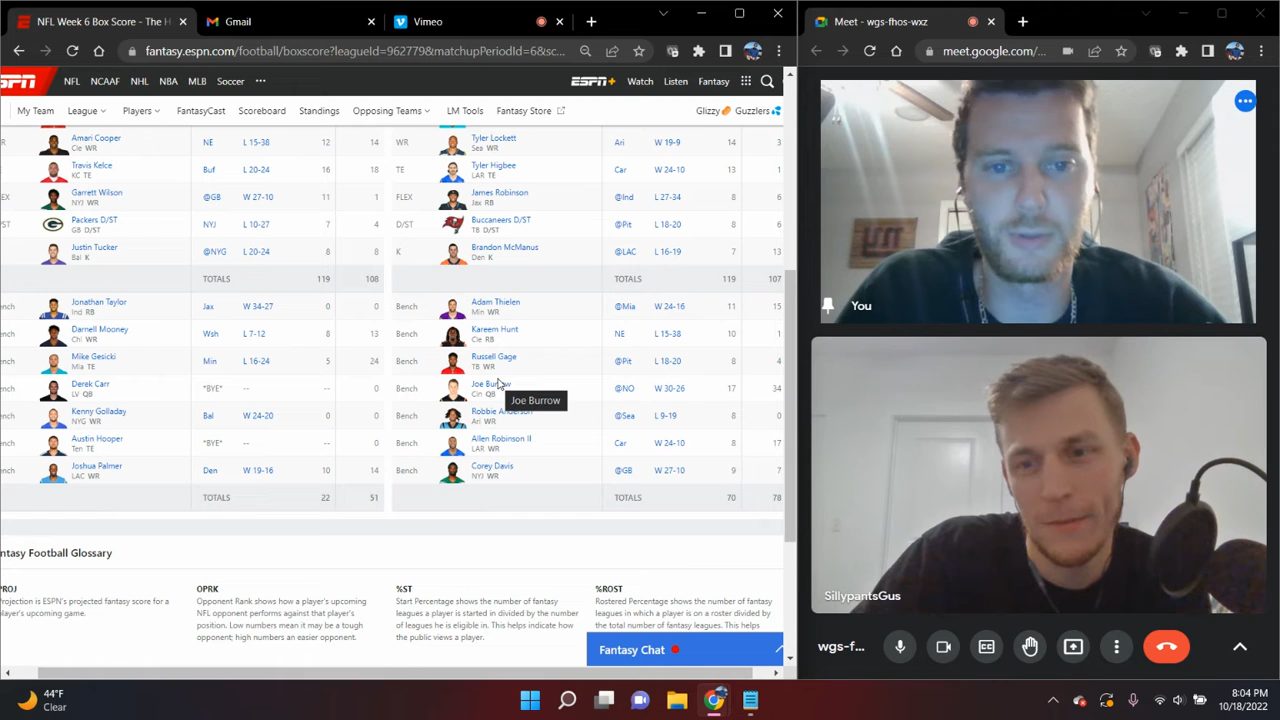 NFL Week 6 Box Score - The H
Gmail
Vimeo
Meet - wgs-fhos-wxz
fantasy.espn.com/football/boxscore?leagueId=962779&matchupPeriodId=6&sc...
meet.google.com/...
NFL NCAAF NHL NBA MLB Soccer ••• ESPN+ Watch Listen Fantasy
My Team League Players FantasyCast Scoreboard Standings Opposing Teams LM Tools Fantasy Store Glizzy Guzzlers
R Amari Cooper Cle WR NE L 15-38 12 14 WR Tyler Lockett Sea WR Ari W 19-9 14 3
Travis Kelce KC TE Buf L 20-24 16 18 TE Tyler Higbee LAR TE Car W 24-10 13 1
EX Garrett Wilson NYJ WR @GB W 27-10 11 1 FLEX James Robinson Jax RB @Ind L 27-34 8 6
ST Packers D/ST GB D/ST NYJ L 10-27 7 4 D/ST Buccaneers D/ST TB D/ST @Pit L 18-20 8 6
Justin Tucker Bal K @NYG L 20-24 8 8 K Brandon McManus Den K @LAC L 16-19 7 13
TOTALS 119 108 TOTALS 119 107
nch Jonathan Taylor Ind RB Jax W 34-27 0 0 Bench Adam Thielen Min WR @Mia W 24-16 11 15
nch Darnell Mooney Chi WR Wsh L 7-12 8 13 Bench Kareem Hunt Cle RB NE L 15-38 10 1
nch Mike Gesicki Mia TE Min L 16-24 5 24 Bench Russell Gage TB WR @Pit L 18-20 8 4
nch Derek Carr LV QB *BYE* -- -- 0 Bench Joe Burrow Cin QB @NO W 30-26 17 34
Joe Burrow
nch Kenny Golladay NYG WR Bal W 24-20 0 0 Bench Robbie Anderson Ari WR @Sea L 9-19 8 0
nch Austin Hooper Ten TE *BYE* -- -- 0 Bench Allen Robinson II LAR WR Car W 24-10 8 17
nch Joshua Palmer LAC WR Den W 19-16 10 14 Bench Corey Davis NYJ WR @GB W 27-10 9 7
TOTALS 22 51 TOTALS 70 78
ntasy Football Glossary
PROJ
Projection is ESPN's projected fantasy score for a
player's upcoming game.
OPRK
Opponent Rank shows how a player's upcoming
NFL opponent performs against that player's
position. Low numbers mean it may be a tough
opponent; high numbers an easier opponent.
%ST
Start Percentage shows the number of fantasy
leagues a player is started in divided by the
number of leagues he is eligible in. This helps indicate
how the public views a player.
%ROST
Rostered Percentage shows the number of fantasy
leagues in which a player is on a roster divided by
the total number of fantasy leagues. This helps
Fantasy Chat
You
SillypantsGus
wgs-f...
CC
44°F
Clear
8:04 PM
10/18/2022